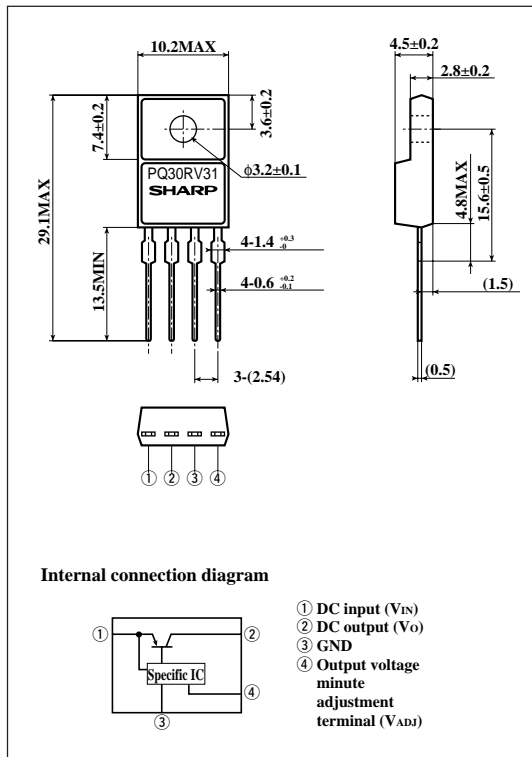 10.2MAX
4.5±0.2
2.8±0.2
7.4±0.2
3.6±0.2
29.1MAX
PQ30RV31
SHARP
ϕ3.2±0.1
4.8MAX
15.6±0.5
13.5MIN
4-1.4 +0.3 -0
4-0.6 +0.2 -0.1
(1.5)
3-(2.54)
(0.5)
① ② ③ ④
Internal connection diagram
①
②
Specific IC
④
③
① DC input (VIN)
② DC output (VO)
③ GND
④ Output voltage
minute
adjustment
terminal (VADJ)